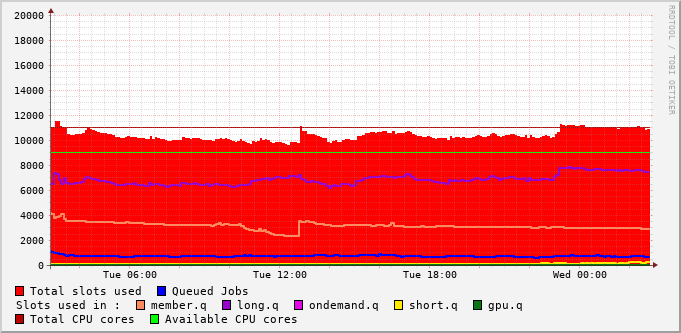 20000
18000
16000
14000
12000
10000
8000
6000
4000
2000
0
Tue 06:00 Tue 12:00 Tue 18:00 Wed 00:00
Total slots used Queued Jobs
Slots used in : member.q long.q ondemand.q short.q gpu.q
Total CPU cores Available CPU cores
RRDTOOL / TOBI OETIKER